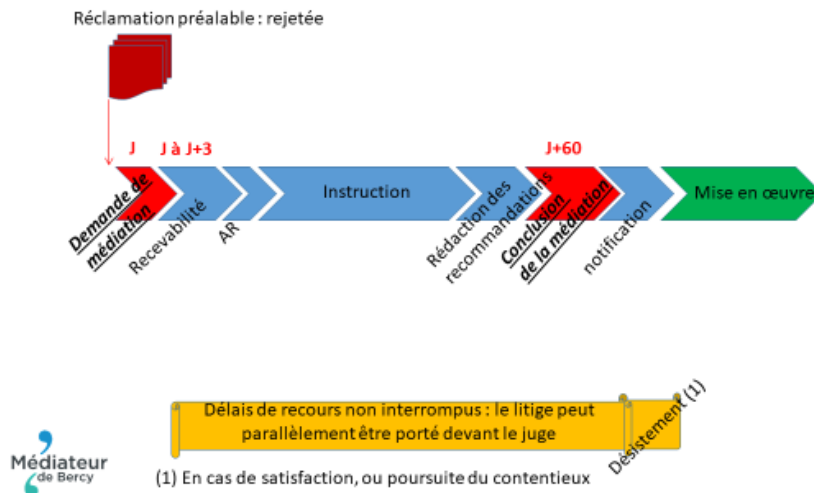 Réclamation préalable : rejetée
J
J à J+3
J+60
Demande de
médiation
Recevabilité
AR
Instruction
Rédaction des
recommandations
Conclusion
de la médiation
notification
Mise en œuvre
Délais de recours non interrompus : le litige peut
parallèlement être porté devant le juge
Désistement (1)
Médiateur
de Bercy
(1) En cas de satisfaction, ou poursuite du contentieux